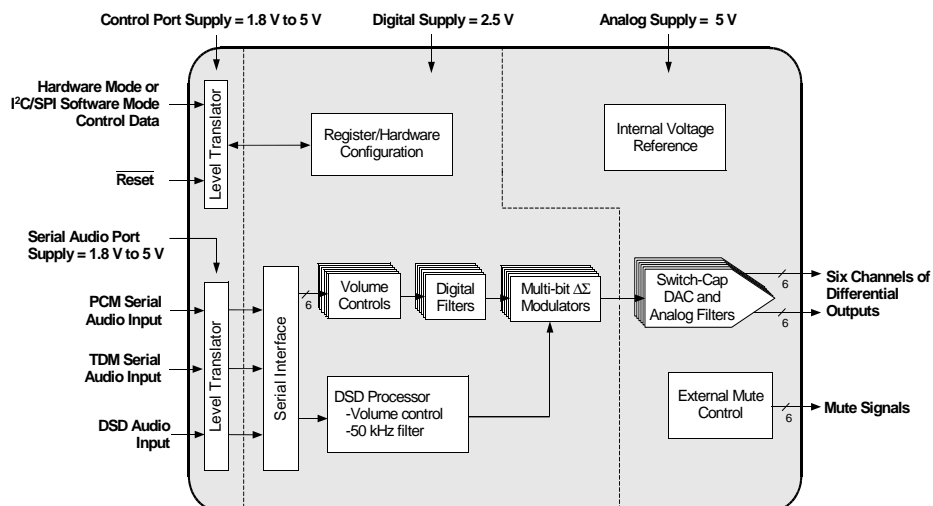 Control Port Supply = 1.8 V to 5 V
Digital Supply = 2.5 V
Analog Supply = 5 V
Hardware Mode or
I²C/SPI Software Mode
Control Data
Reset
Level Translator
Register/Hardware
Configuration
Internal Voltage
Reference
Serial Audio Port
Supply = 1.8 V to 5 V
PCM Serial
Audio Input
TDM Serial
Audio Input
DSD Audio
Input
Level Translator
Serial Interface
6
Volume
Controls
Digital
Filters
Multi-bit ΔΣ
Modulators
Switch-Cap
DAC and
Analog Filters
6
6
Six Channels of
Differential
Outputs
DSD Processor
-Volume control
-50 kHz filter
External Mute
Control
6
Mute Signals